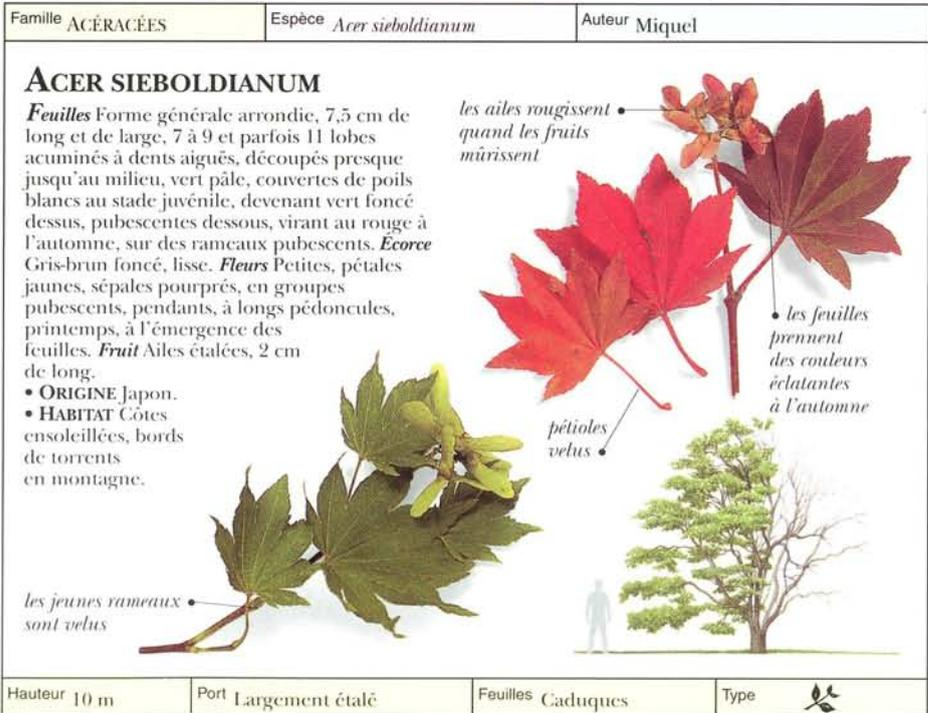 Famille ACÉRACÉES
Espèce Acer sieboldianum
Auteur Miquel
ACER SIEBOLDIANUM
Feuilles Forme générale arrondie, 7,5 cm de
long et de large, 7 à 9 et parfois 11 lobes
acuminés à dents aiguës, découpés presque
jusqu'au milieu, vert pâle, couvertes de poils
blancs au stade juvénile, devenant vert foncé
dessus, pubescentes dessous, virant au rouge à
l'automne, sur des rameaux pubescents. Écorce
Gris-brun foncé, lisse. Fleurs Petites, pétales
jaunes, sépales pourprés, en groupes
pubescents, pendants, à longs pédoncules,
printemps, à l'émergence des
feuilles. Fruit Ailes étalées, 2 cm
de long.
• ORIGINE Japon.
• HABITAT Côtes
ensoleillées, bords
de torrents
en montagne.
les ailes rougissent
quand les fruits
mûrissent
les feuilles
prennent
des couleurs
éclatantes
à l'automne
pétioles
velus
les jeunes rameaux
sont velus
Hauteur 10 m
Port Largement étalé
Feuilles Caduques
Type